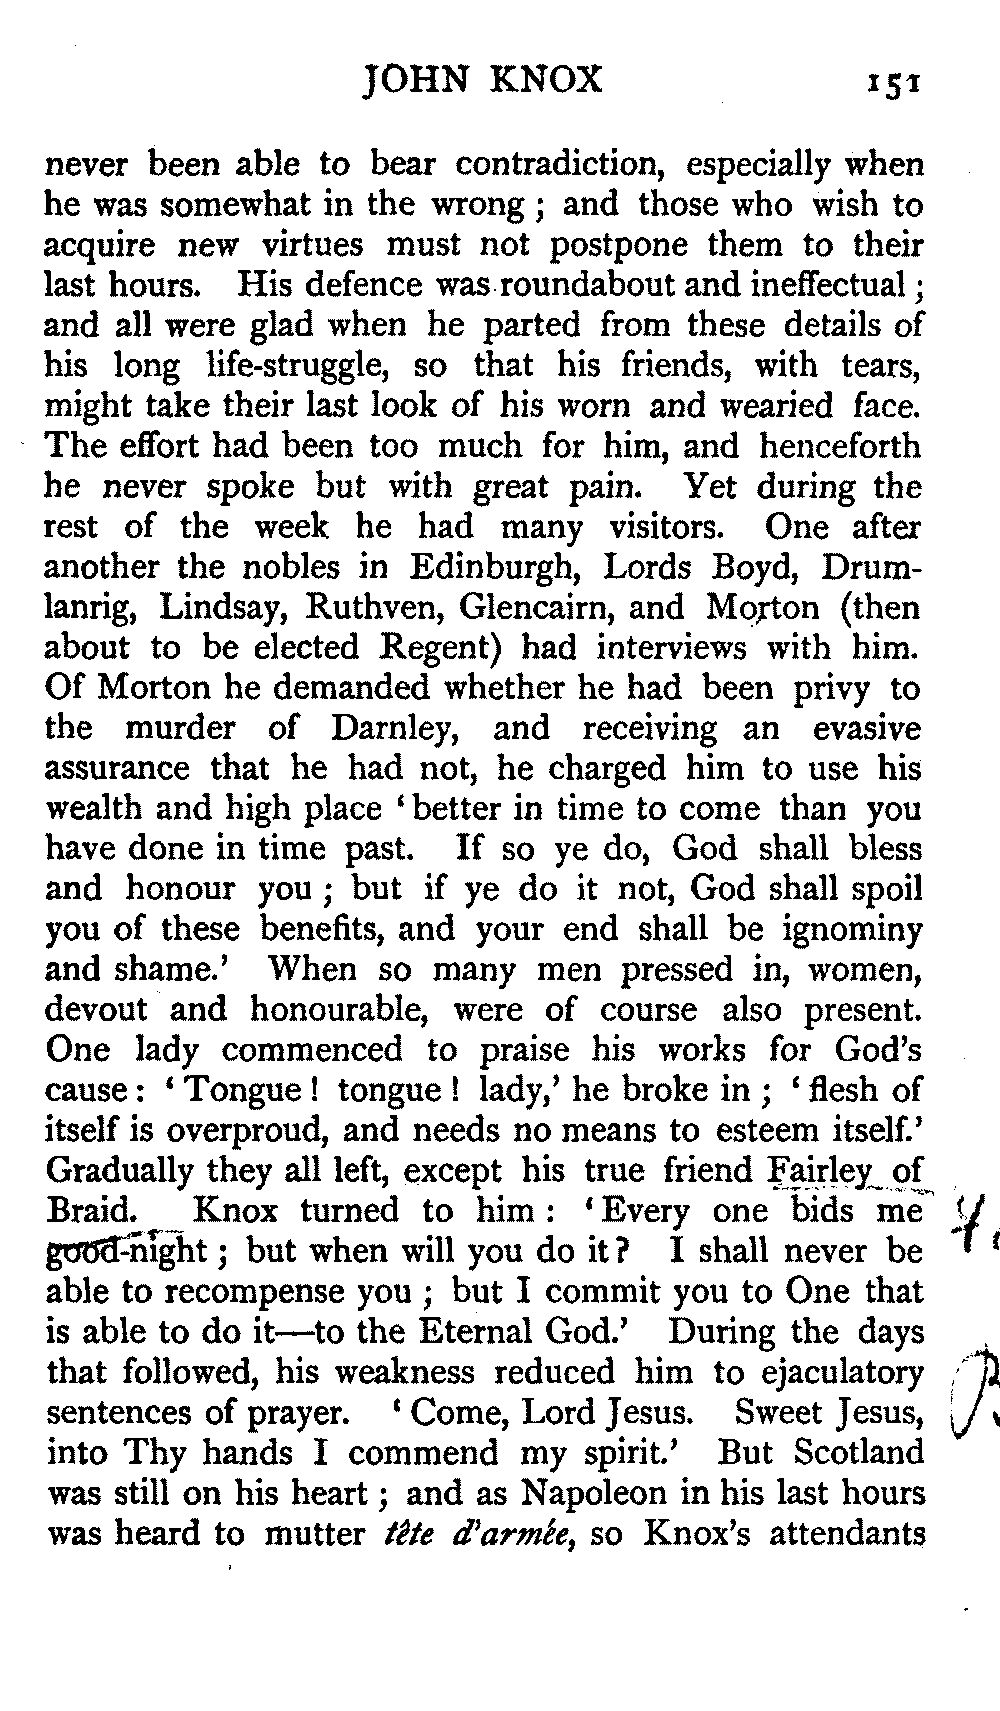 JOHN KNOX 151
never been able to bear contradiction, especially when
he was somewhat in the wrong ; and those who wish to
acquire new virtues must not postpone them to their
last hours. His defence was roundabout and ineffectual ;
and all were glad when he parted from these details of
his long life-struggle, so that his friends, with tears,
might take their last look of his worn and wearied face.
The effort had been too much for him, and henceforth
he never spoke but with great pain. Yet during the
rest of the week he had many visitors. One after
another the nobles in Edinburgh, Lords Boyd, Drum-
lanrig, Lindsay, Ruthven, Glencairn, and Morton (then
about to be elected Regent) had interviews with him.
Of Morton he demanded whether he had been privy to
the murder of Darnley, and receiving an evasive
assurance that he had not, he charged him to use his
wealth and high place ‘ better in time to come than you
have done in time past. If so ye do, God shall bless
and honour you ; but if ye do it not, God shall spoil
you of these benefits, and your end shall be ignominy
and shame.’ When so many men pressed in, women,
devout and honourable, were of course also present.
One lady commenced to praise his works for God’s
cause : ‘ Tongue ! tongue ! lady,’ he broke in ; ‘ flesh of
itself is overproud, and needs no means to esteem itself.’
Gradually they all left, except his true friend Fairley of
Braid. Knox turned to him : ‘ Every one bids me
good-night ; but when will you do it ? I shall never be
able to recompense you ; but I commit you to One that
is able to do it—to the Eternal God.’ During the days
that followed, his weakness reduced him to ejaculatory
sentences of prayer. ‘ Come, Lord Jesus. Sweet Jesus,
into Thy hands I commend my spirit.’ But Scotland
was still on his heart ; and as Napoleon in his last hours
was heard to mutter tête d’armée, so Knox’s attendants